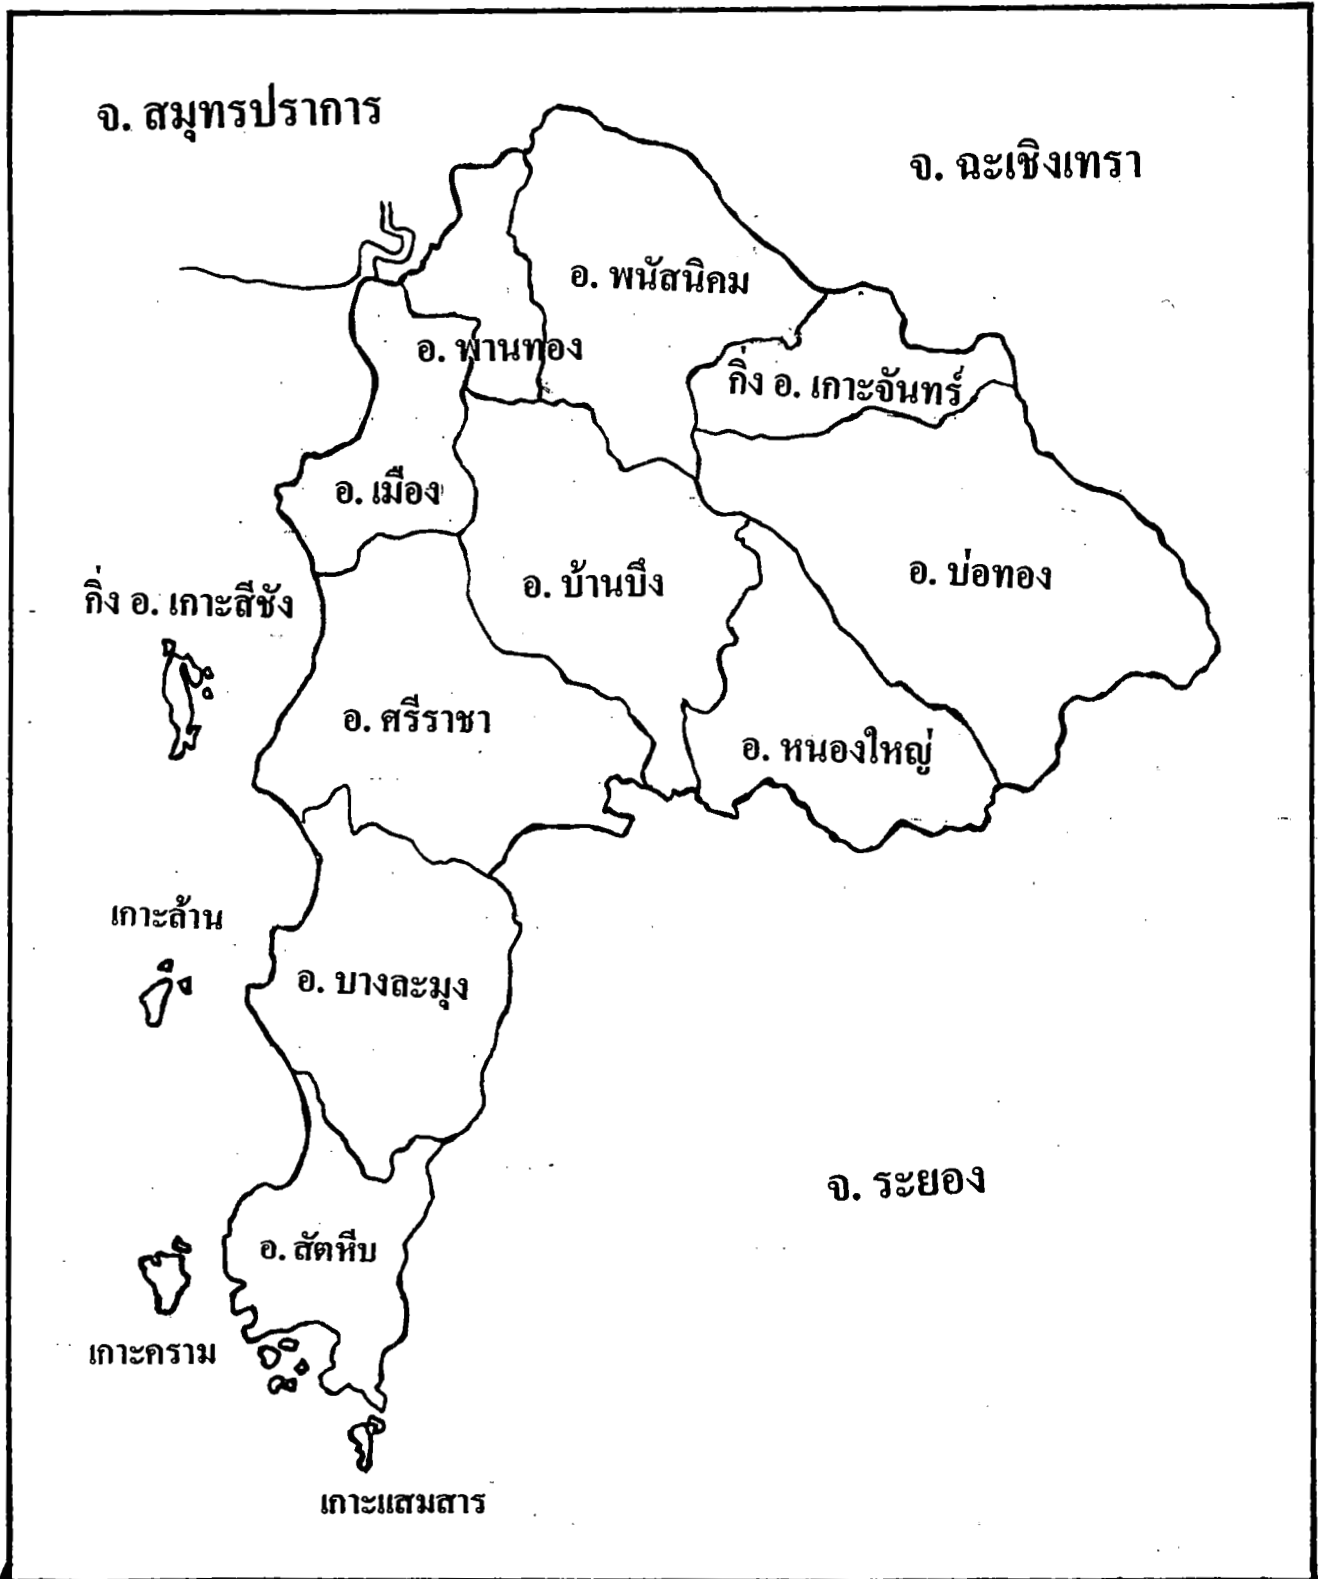 จ. สมุทรปราการ
จ. ฉะเชิงเทรา
อ. พนัสนิคม
อ. พานทอง
กิ่ง อ. เกาะจันทร์
อ. เมือง
อ. บ้านบึง
อ. บ่อทอง
กิ่ง อ. เกาะสีชัง
อ. ศรีราชา
อ. หนองใหญ่
เกาะล้าน
อ. บางละมุง
จ. ระยอง
อ. สัตหีบ
เกาะคราม
เกาะแสมสาร